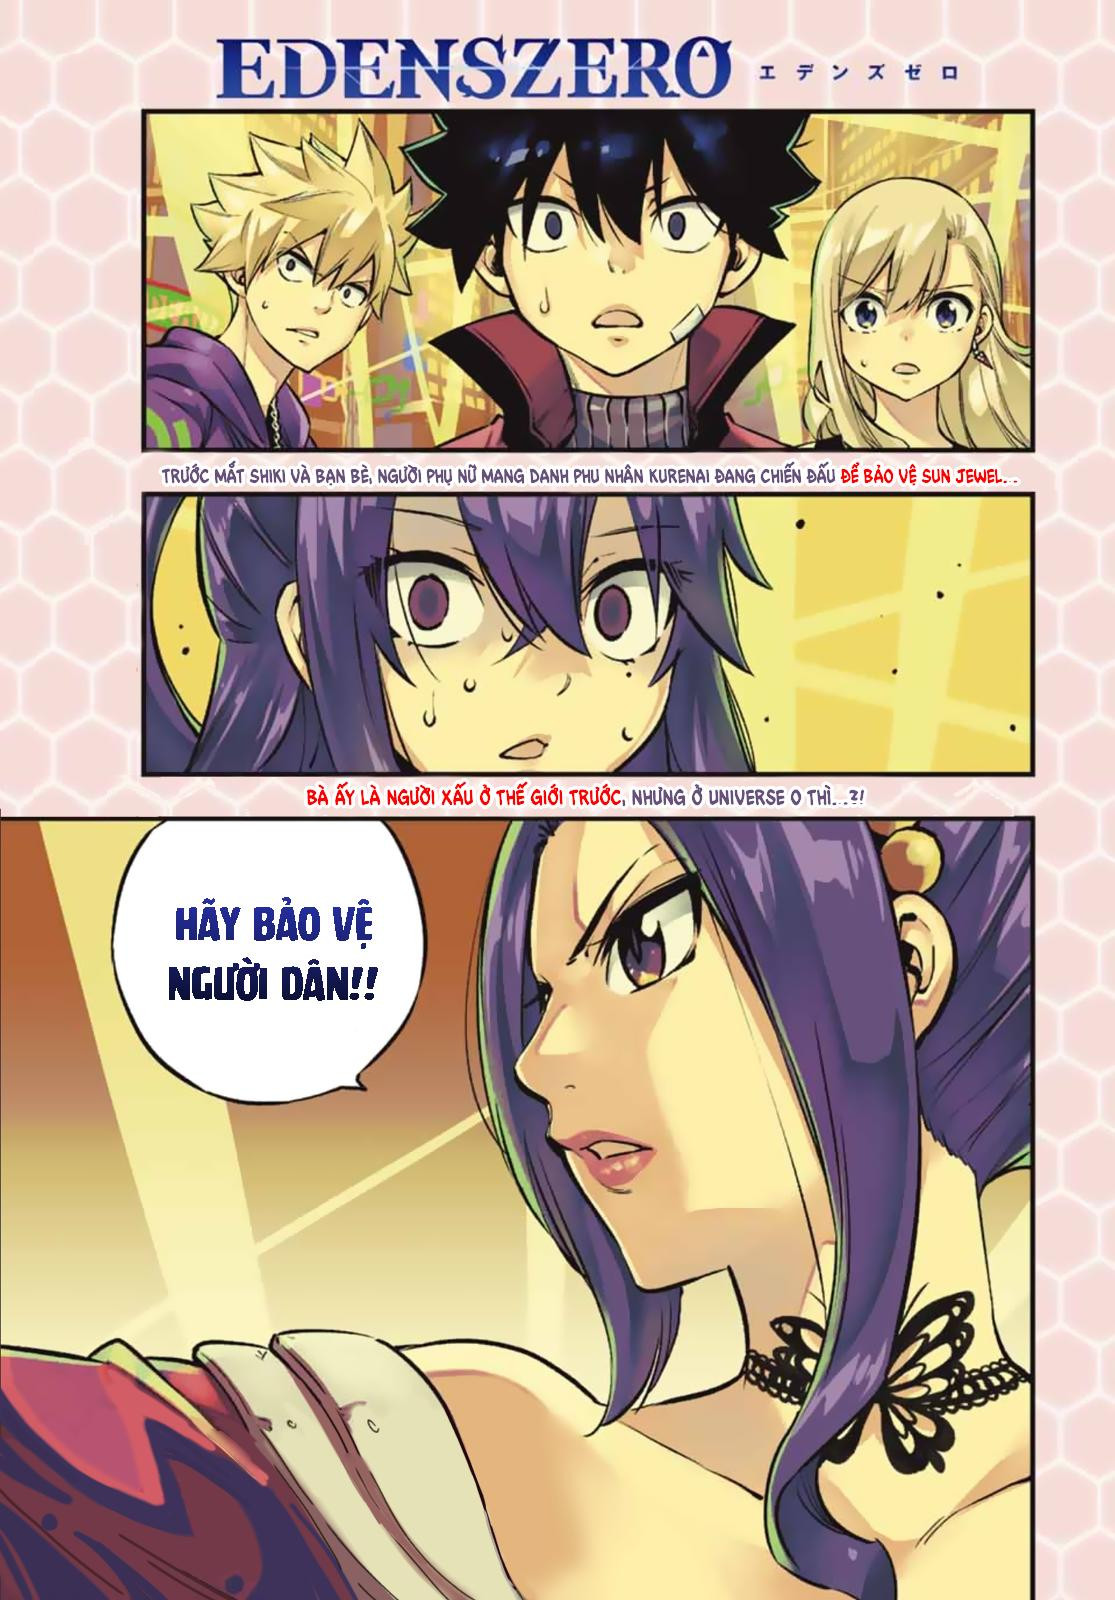 EDENSZERO エデンズゼロ
TRƯỚC MẮT SHIKI VÀ BẠN BÈ, NGƯỜI PHỤ NỮ MANG DANH PHU NHÂN KURENAI ĐANG CHIẾN ĐẤU ĐỂ BẢO VỆ SUN JEWEL...
BÀ ẤY LÀ NGƯỜI XẤU Ở THẾ GIỚI TRƯỚC, NHƯNG Ở UNIVERSE 0 THÌ...?!
HÃY BẢO VỆ
NGƯỜI DÂN!!